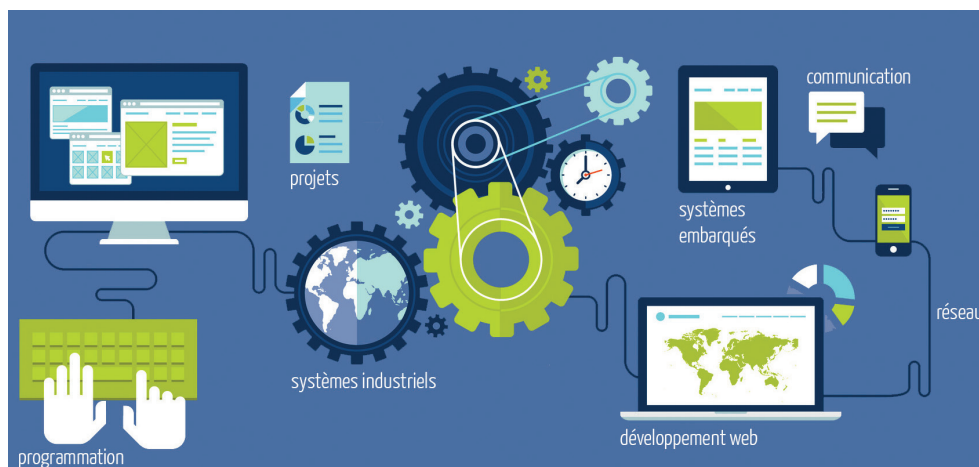 communication
projets
systèmes
embarqués
réseau
systèmes industriels
développement web
programmation